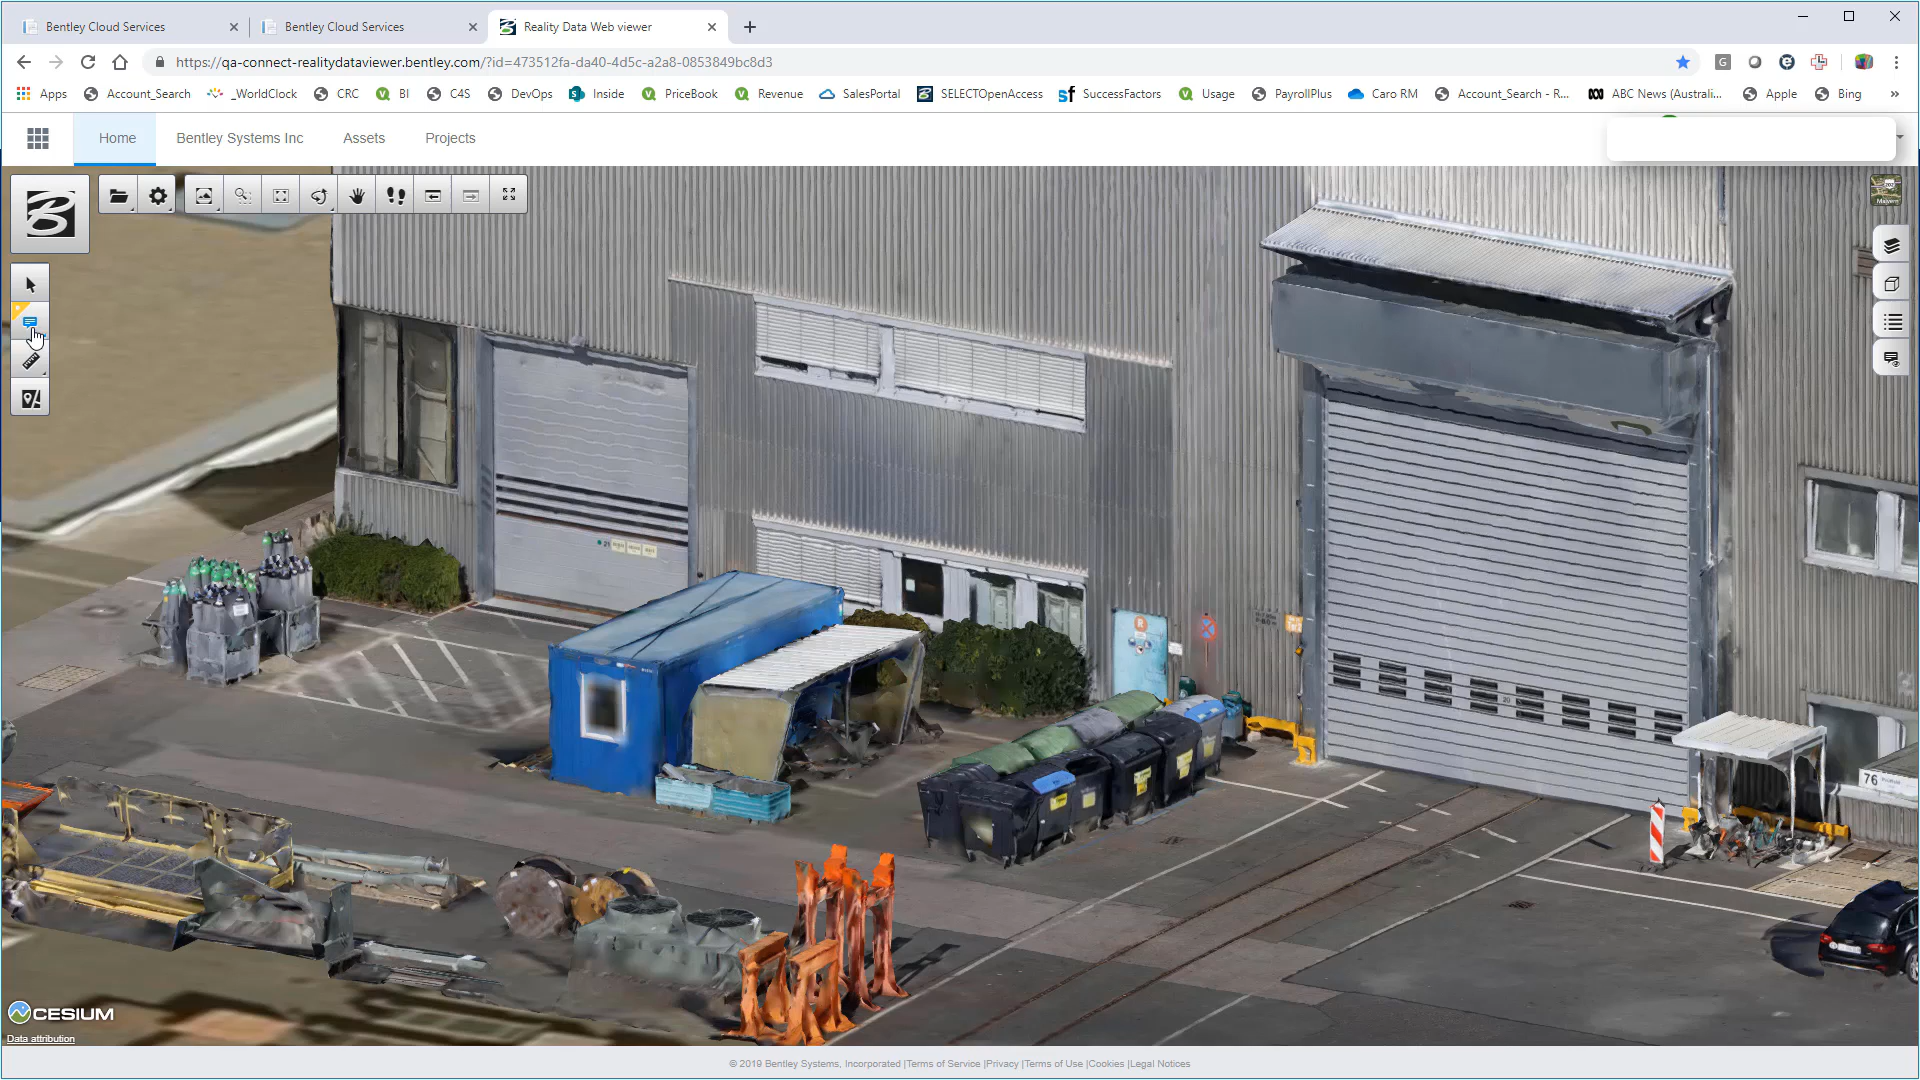 Bentley Cloud Services
Bentley Cloud Services
Reality Data Web viewer
https://qa-connect-realitydataviewer.bentley.com/?id=473512fa-da40-4d5c-a2a8-0853849bc8d3
G
Apps
Account_Search
_WorldClock
CRC
BI
C4S
DevOps
Inside
PriceBook
Revenue
SalesPortal
SELECTOpenAccess
SuccessFactors
Usage
PayrollPlus
Caro RM
Account_Search - R...
ABC News (Australi...
Apple
Bing
»
Home
Bentley Systems Inc
Assets
Projects
Malvern
R
20
76
CESIUM
Data attribution
© 2019 Bentley Systems, Incorporated |Terms of Service |Privacy |Terms of Use |Cookies |Legal Notices